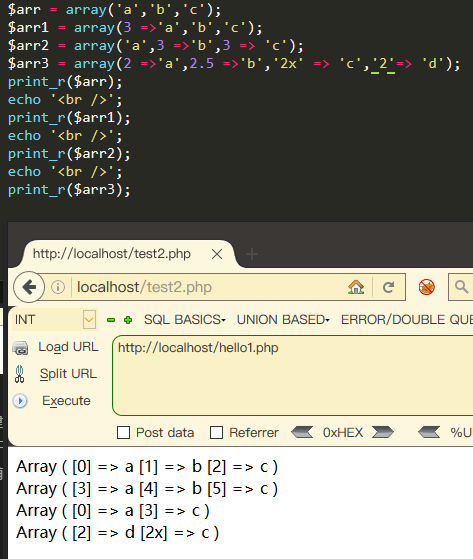 $arr = array('a','b','c');
$arr1 = array(3 =>'a','b','c');
$arr2 = array('a',3 =>'b',3 => 'c');
$arr3 = array(2 =>'a',2.5 =>'b','2x' => 'c','2'=> 'd');
print_r($arr);
echo '<br />';
print_r($arr1);
echo '<br />';
print_r($arr2);
echo '<br />';
print_r($arr3);
http://localhost/test2.php
localhost/test2.php
INT SQL BASICS UNION BASED ERROR/DOUBLE QUE
Load URL http://localhost/hello1.php
Split URL
Execute
Post data Referrer 0xHEX %U
Array ( [0] => a [1] => b [2] => c )
Array ( [3] => a [4] => b [5] => c )
Array ( [0] => a [3] => c )
Array ( [2] => d [2x] => c )